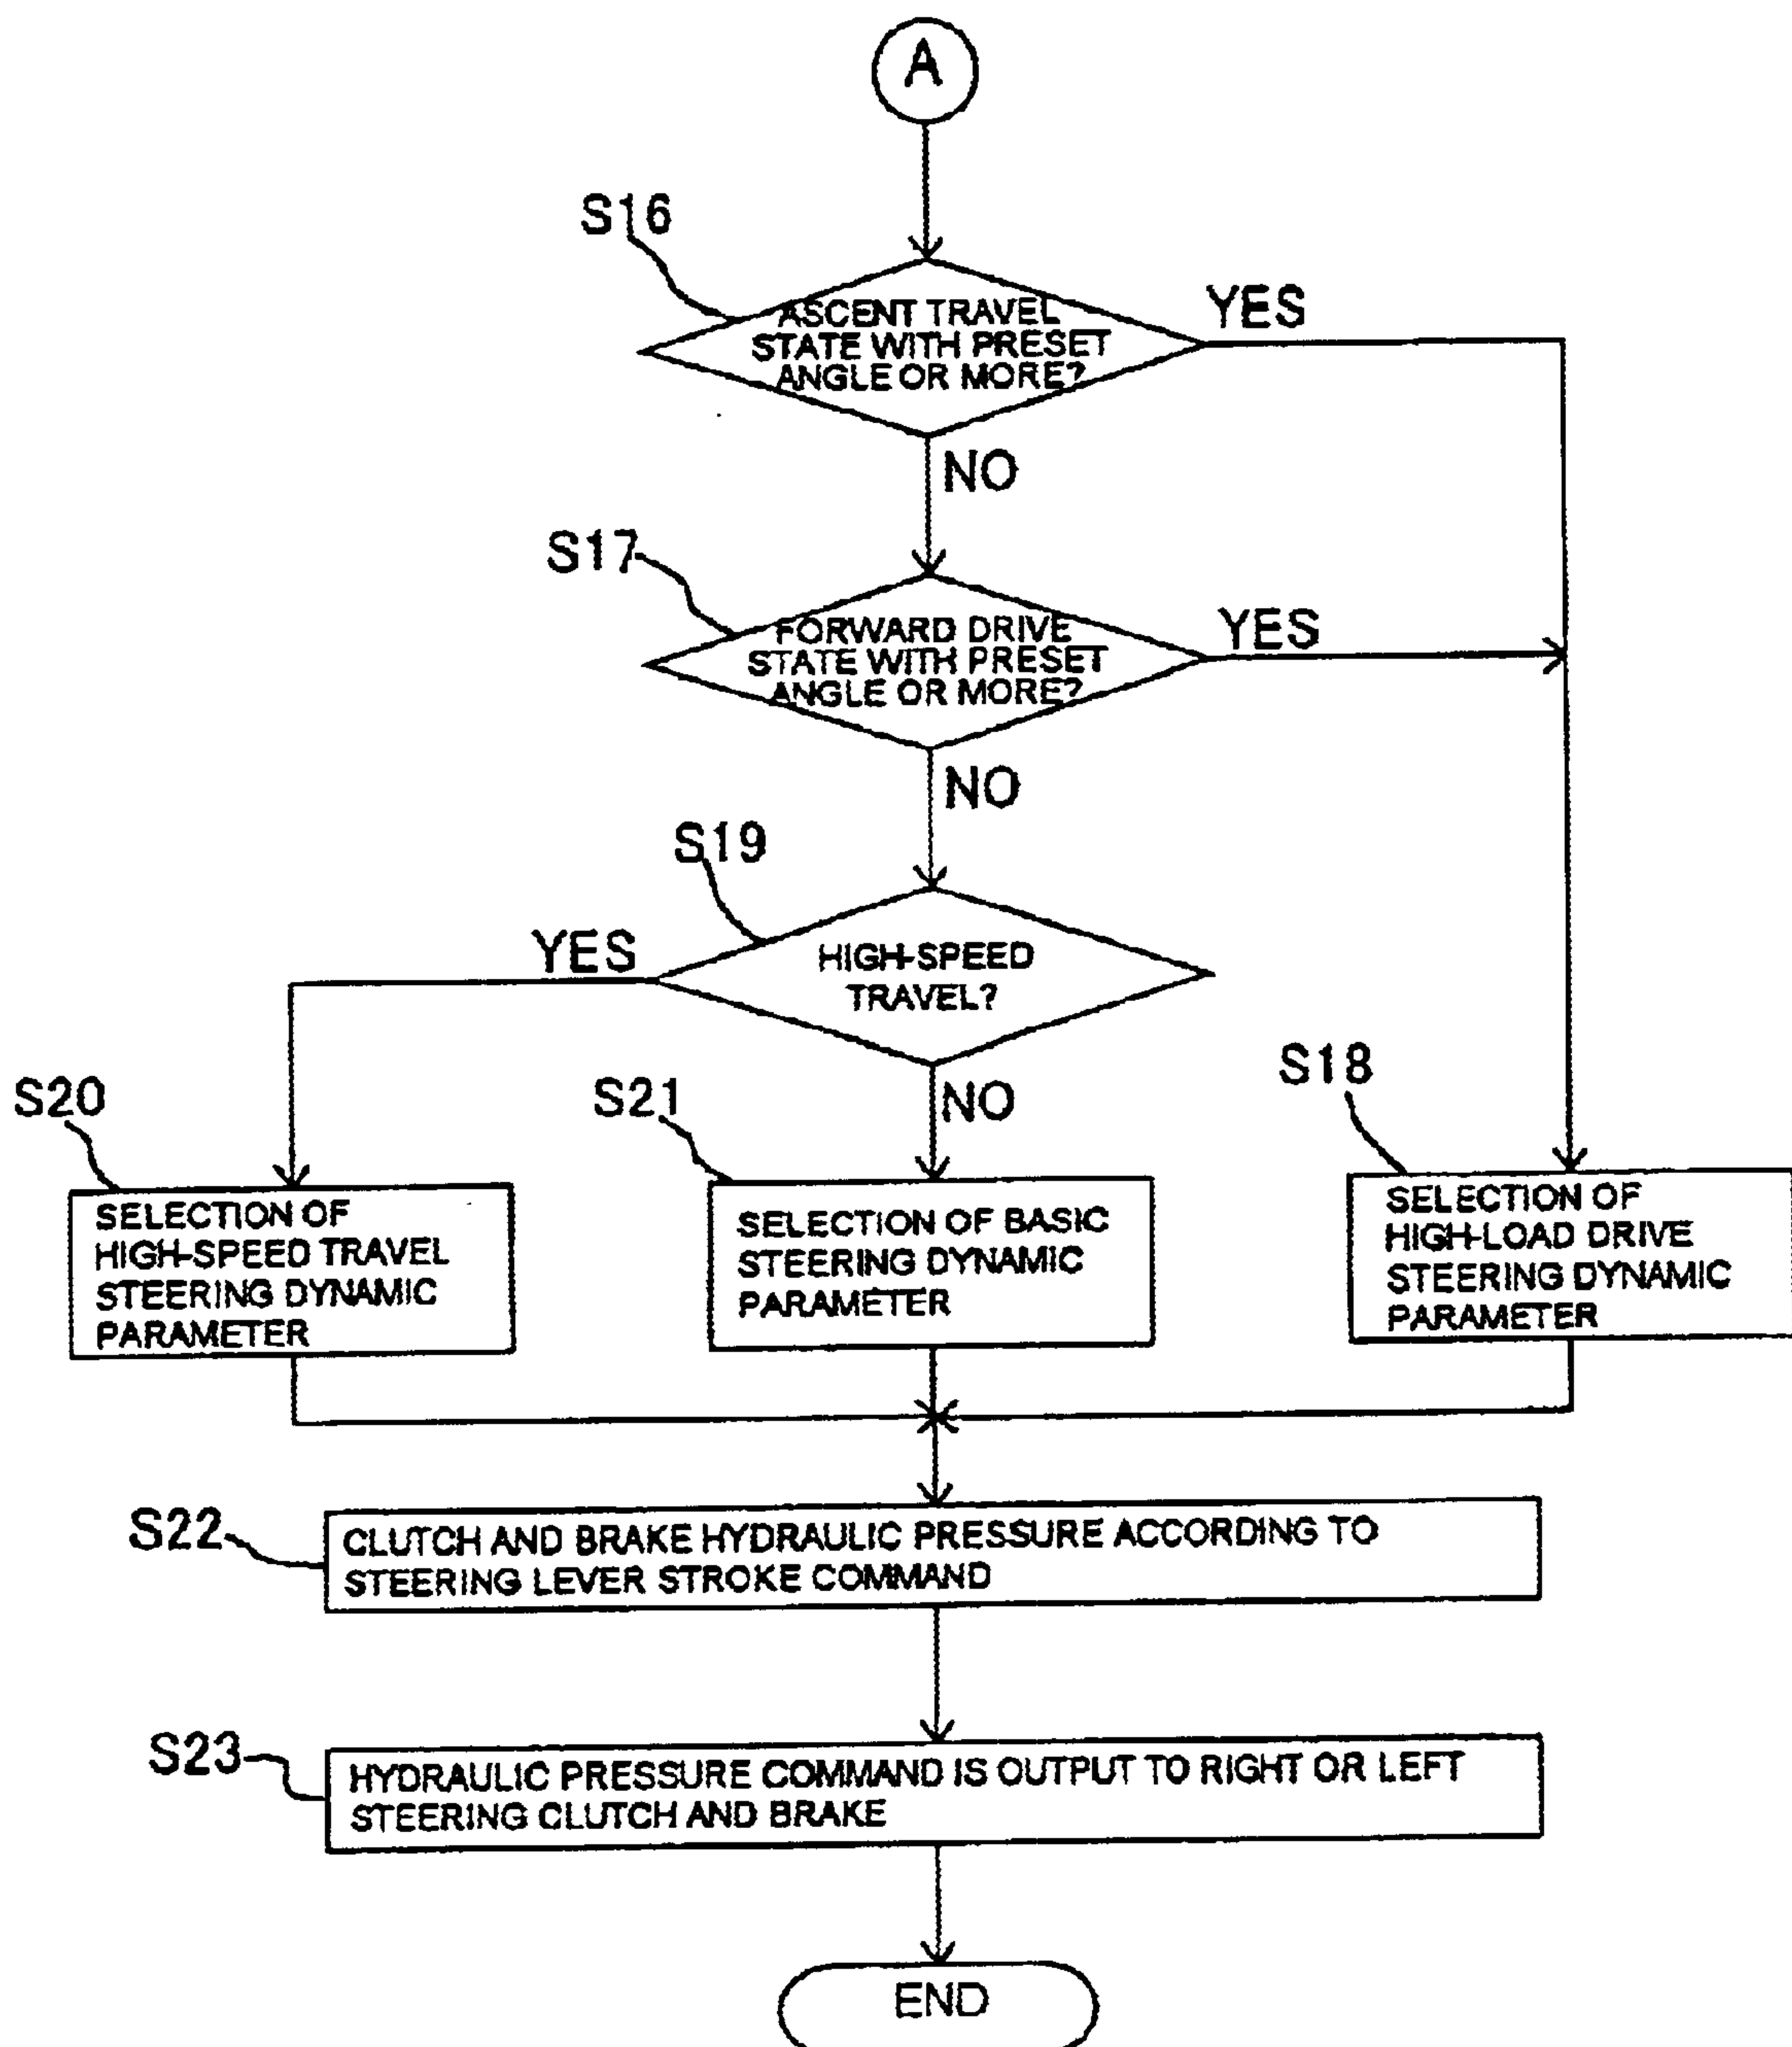 A
S16
ASCENT TRAVEL
STATE WITH PRESET
ANGLE OR MORE?
YES
NO
S17
FORWARD DRIVE
STATE WITH PRESET
ANGLE OR MORE?
YES
NO
S19
YES
HIGH-SPEED
TRAVEL?
NO
S20
SELECTION OF
HIGH-SPEED TRAVEL
STEERING DYNAMIC
PARAMETER
S21
SELECTION OF BASIC
STEERING DYNAMIC
PARAMETER
S18
SELECTION OF
HIGH-LOAD DRIVE
STEERING DYNAMIC
PARAMETER
S22
CLUTCH AND BRAKE HYDRAULIC PRESSURE ACCORDING TO
STEERING LEVER STROKE COMMAND
S23
HYDRAULIC PRESSURE COMMAND IS OUTPUT TO RIGHT OR LEFT
STEERING CLUTCH AND BRAKE
END